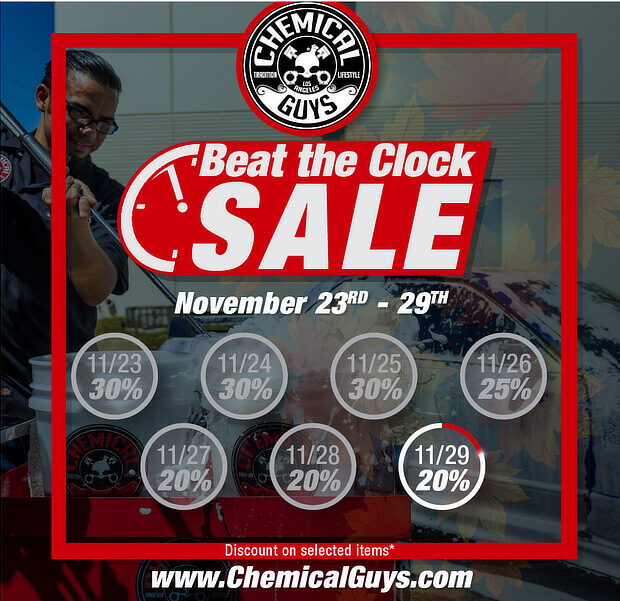 CHEMICAL
TRADITION
LIFESTYLE
LOS
ANGELES
GUYS
Beat the Clock
SALE
November 23RD - 29TH
11/23
30%
11/24
30%
11/25
30%
11/26
25%
11/27
20%
11/28
20%
11/29
20%
CHEMICAL
Discount on selected items*
www.ChemicalGuys.com